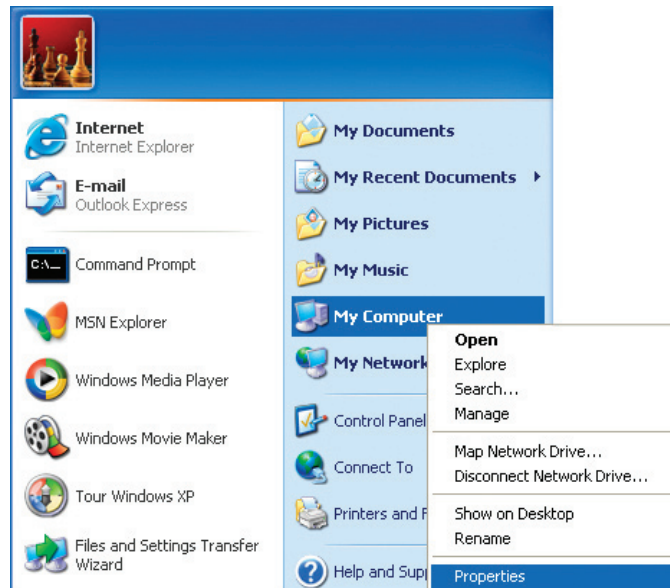 Internet
Internet Explorer
E-mail
Outlook Express
C:\_
Command Prompt
MSN Explorer
Windows Media Player
Windows Movie Maker
Tour Windows XP
Files and Settings Transfer
Wizard
My Documents
My Recent Documents
My Pictures
My Music
My Computer
My Network
Control Panel
Connect To
Printers and F
Help and Supp
Open
Explore
Search...
Manage
Map Network Drive...
Disconnect Network Drive...
Show on Desktop
Rename
Properties